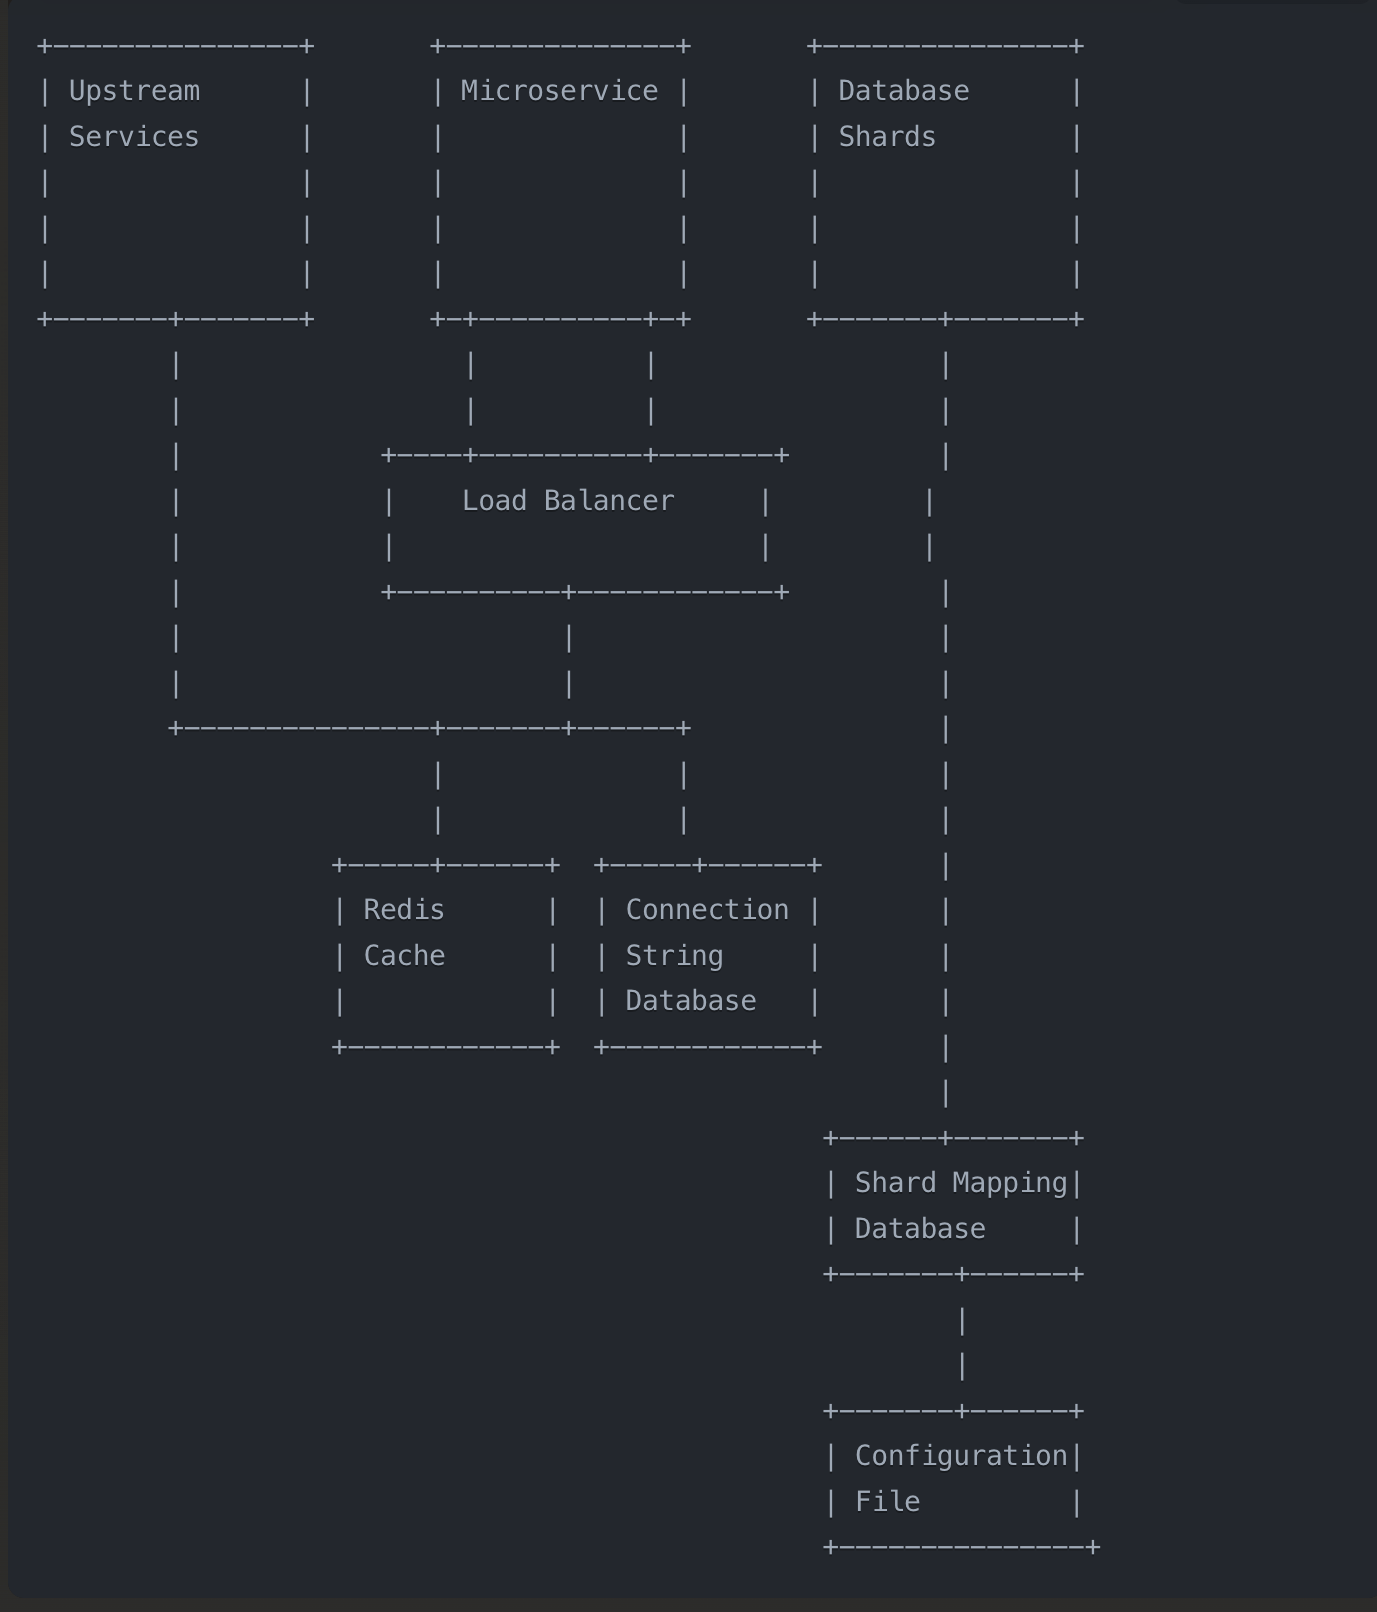 Upstream Microservice Database
Services Shards
Load Balancer
Redis Connection
Cache String
Database
Shard Mapping
Database
Configuration
File